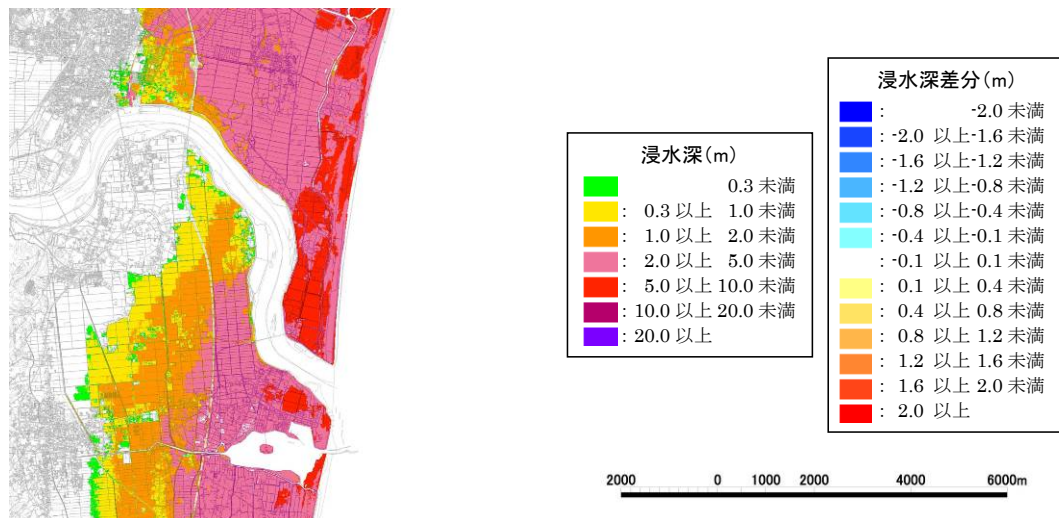 浸水深(m)
0.3 未満
: 0.3 以上 1.0 未満
: 1.0 以上 2.0 未満
: 2.0 以上 5.0 未満
: 5.0 以上 10.0 未満
: 10.0 以上 20.0 未満
: 20.0 以上
浸水深差分(m)
: -2.0 未満
: -2.0 以上-1.6 未満
: -1.6 以上-1.2 未満
: -1.2 以上-0.8 未満
: -0.8 以上-0.4 未満
: -0.4 以上-0.1 未満
: -0.1 以上 0.1 未満
: 0.1 以上 0.4 未満
: 0.4 以上 0.8 未満
: 0.8 以上 1.2 未満
: 1.2 以上 1.6 未満
: 1.6 以上 2.0 未満
: 2.0 以上
2000 0 1000 2000 4000 6000m